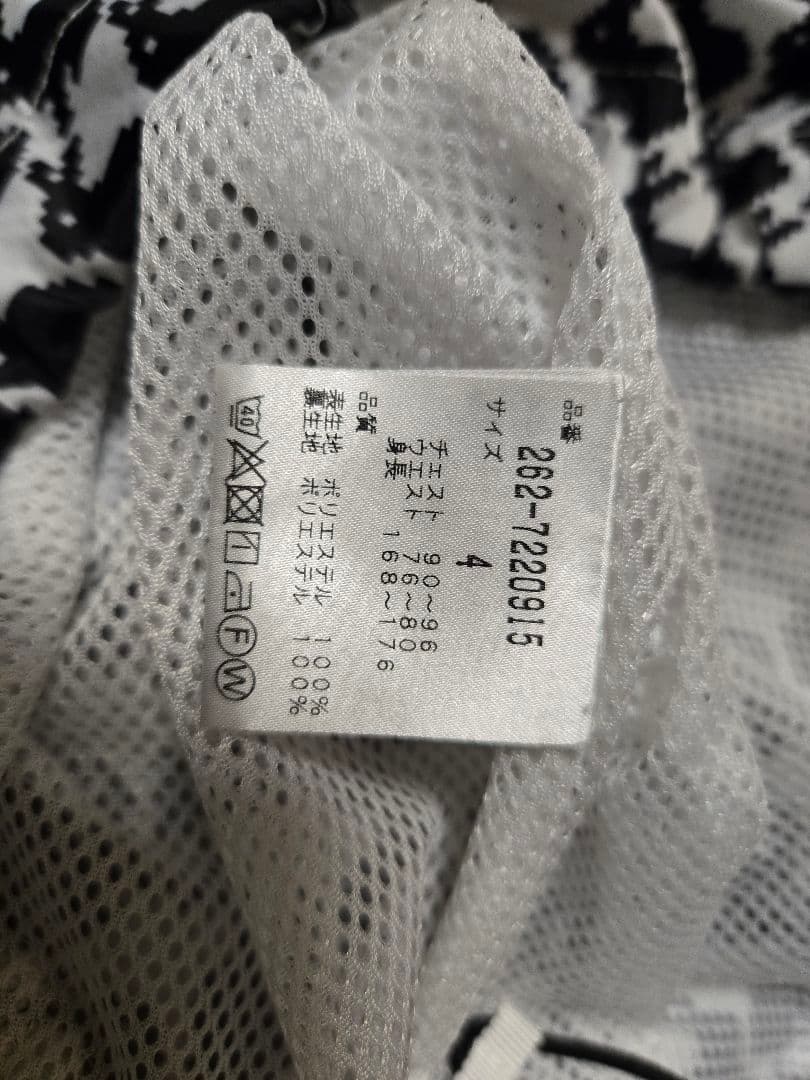 品番
262-7220915
サイズ
4
チェスト 90～96
ウエスト 76～80
身長 168～176
品質
表生地 ポリエステル 100%
裏生地 ポリエステル 100%
40
F W